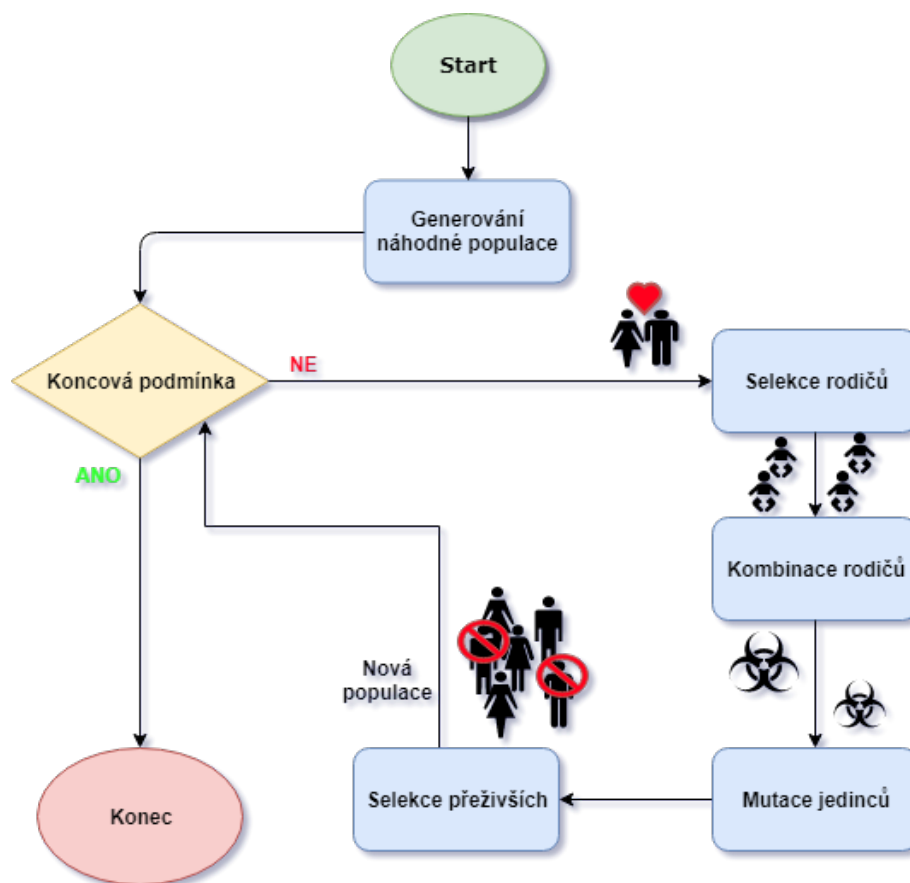 Start
Generování
náhodné populace
Koncová podmínka
NE
Selekce rodičů
ANO
Kombinace rodičů
Nová
populace
Konec
Selekce přeživších
Mutace jedinců